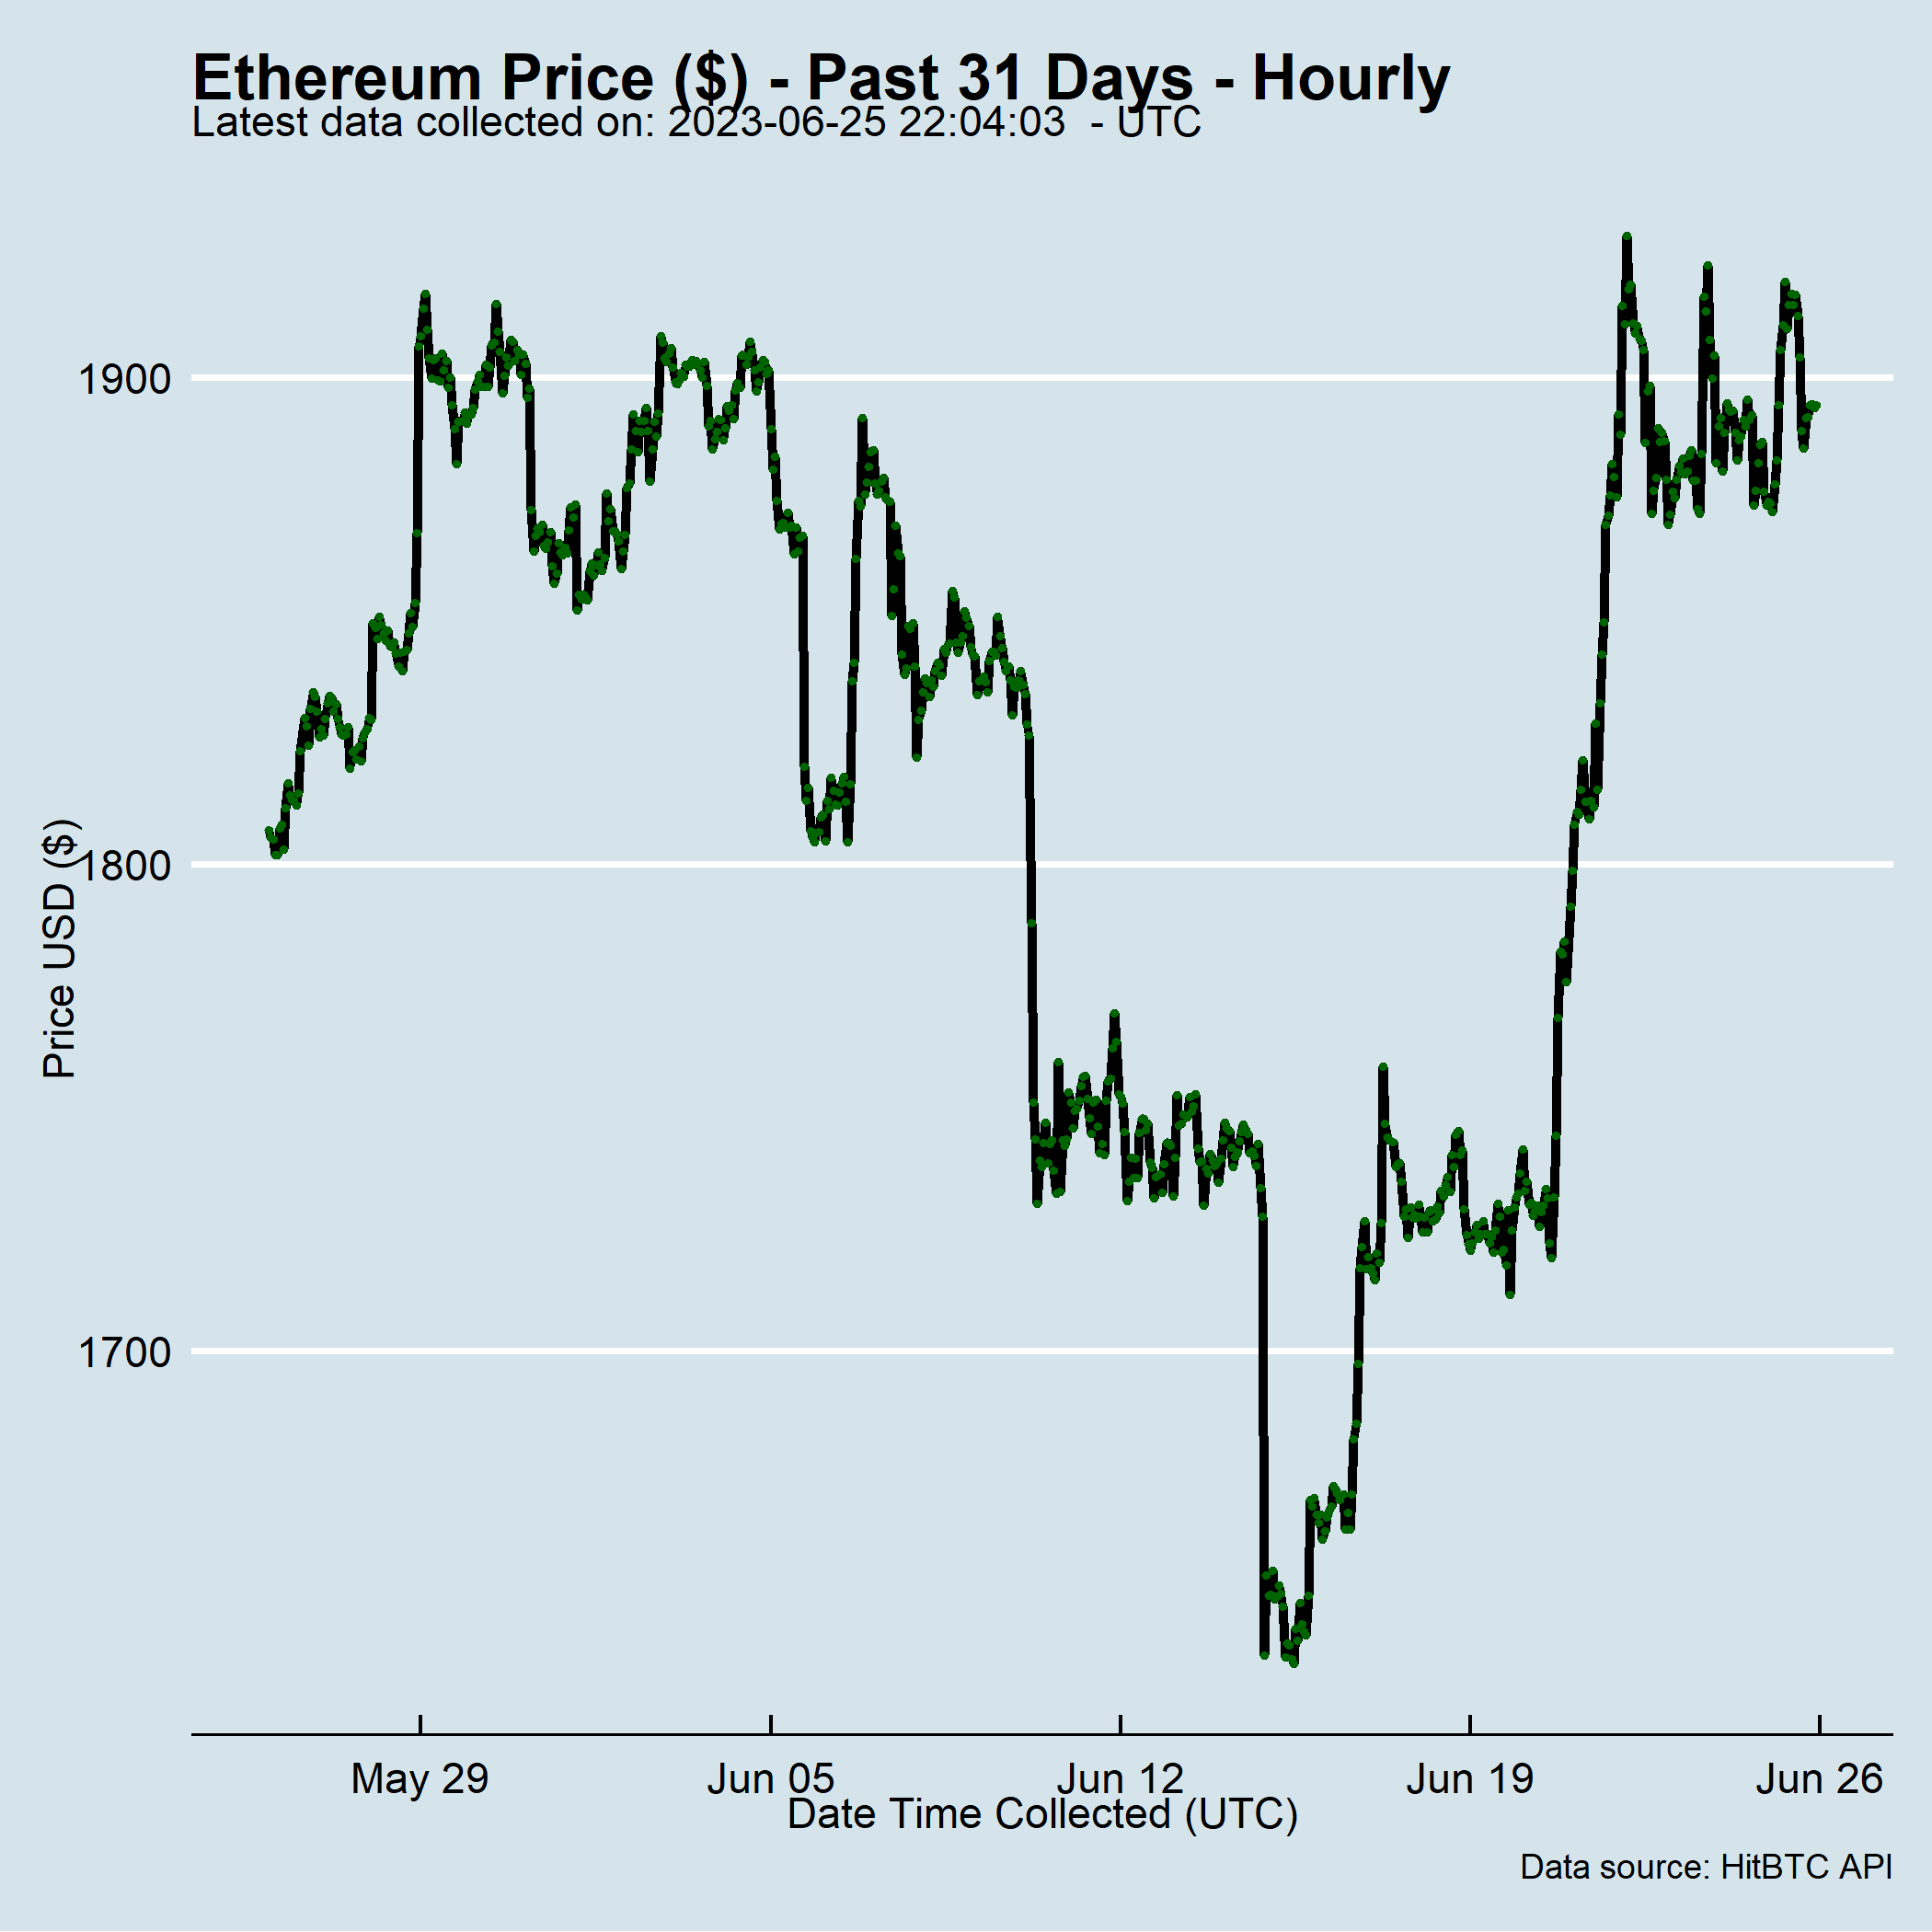 Ethereum Price ($) - Past 31 Days - Hourly
Latest data collected on: 2023-06-25 22:04:03  - UTC
Price USD ($)
1900
1800
1700
May 29
Jun 05
Jun 12
Jun 19
Jun 26
Date Time Collected (UTC)
Data source: HitBTC API